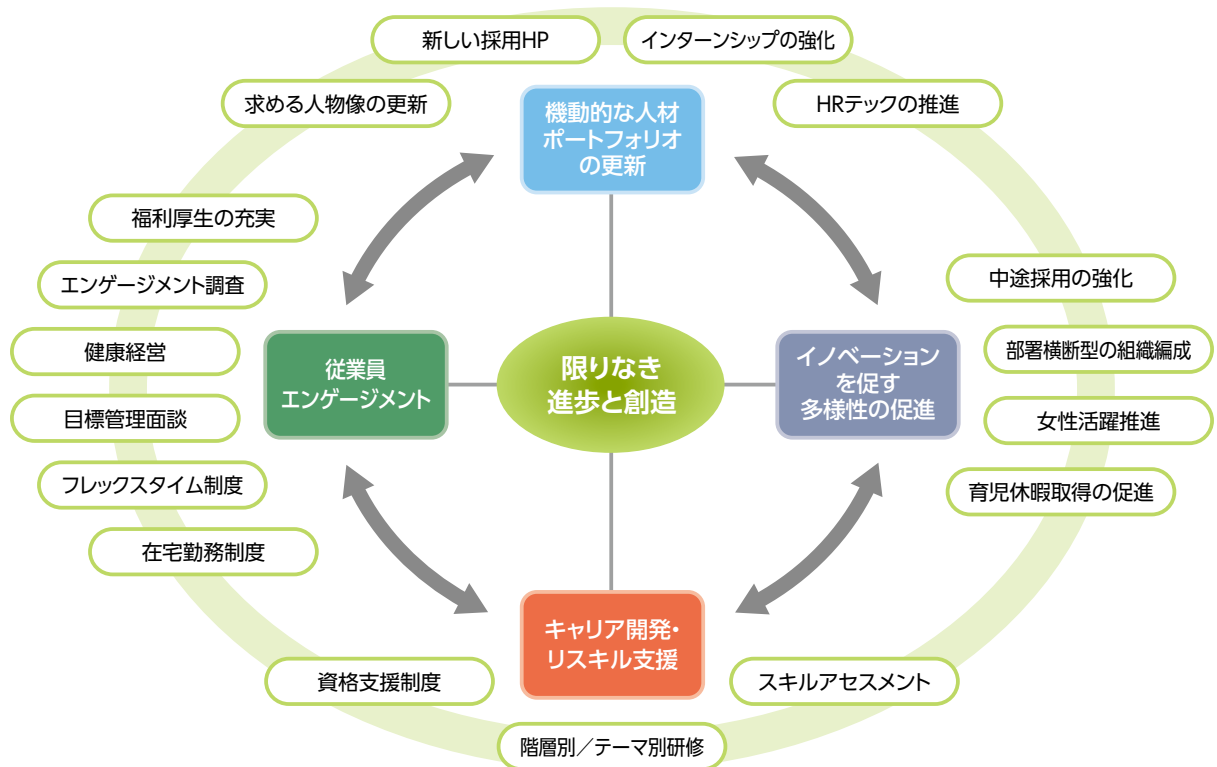 新しい採用HP
インターンシップの強化
求める人物像の更新
HRテックの推進
機動的な人材
ポートフォリオ
の更新
福利厚生の充実
エンゲージメント調査
健康経営
目標管理面談
フレックスタイム制度
在宅勤務制度
従業員
エンゲージメント
限りなき
進歩と創造
イノベーション
を促す
多様性の促進
中途採用の強化
部署横断型の組織編成
女性活躍推進
育児休暇取得の促進
キャリア開発・
リスキル支援
資格支援制度
スキルアセスメント
階層別／テーマ別研修